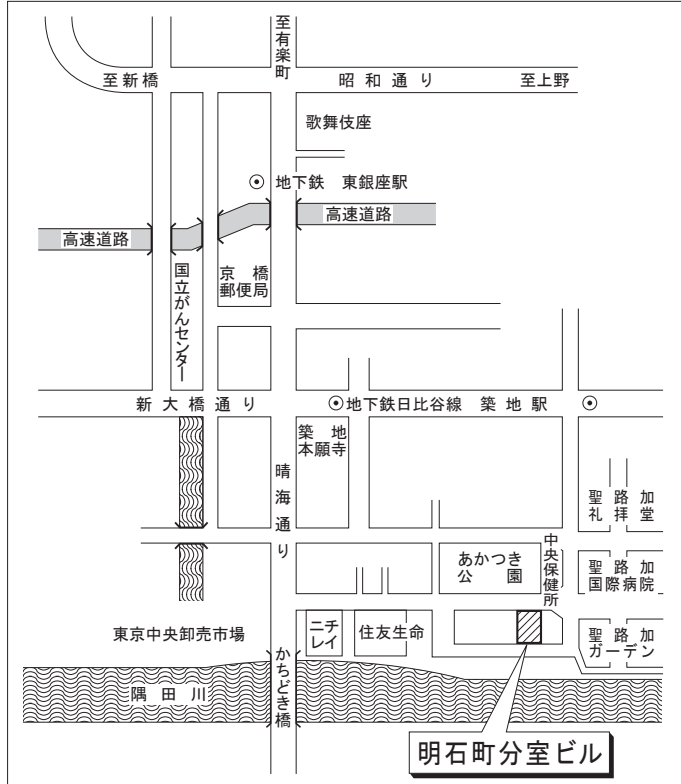 至有楽町
至新橋
昭和通り
至上野
歌舞伎座
地下鉄 東銀座駅
高速道路
高速道路
国立がんセンター
京橋
郵便局
新大橋通り
地下鉄日比谷線 築地駅
築地
本願寺
晴海通り
聖路加
礼拝堂
中央保健所
あかつき
公園
聖路加
国際病院
東京中央卸売市場
ニチ
レイ
住友生命
聖路加
ガーデン
かちどき橋
隅田川
明石町分室ビル